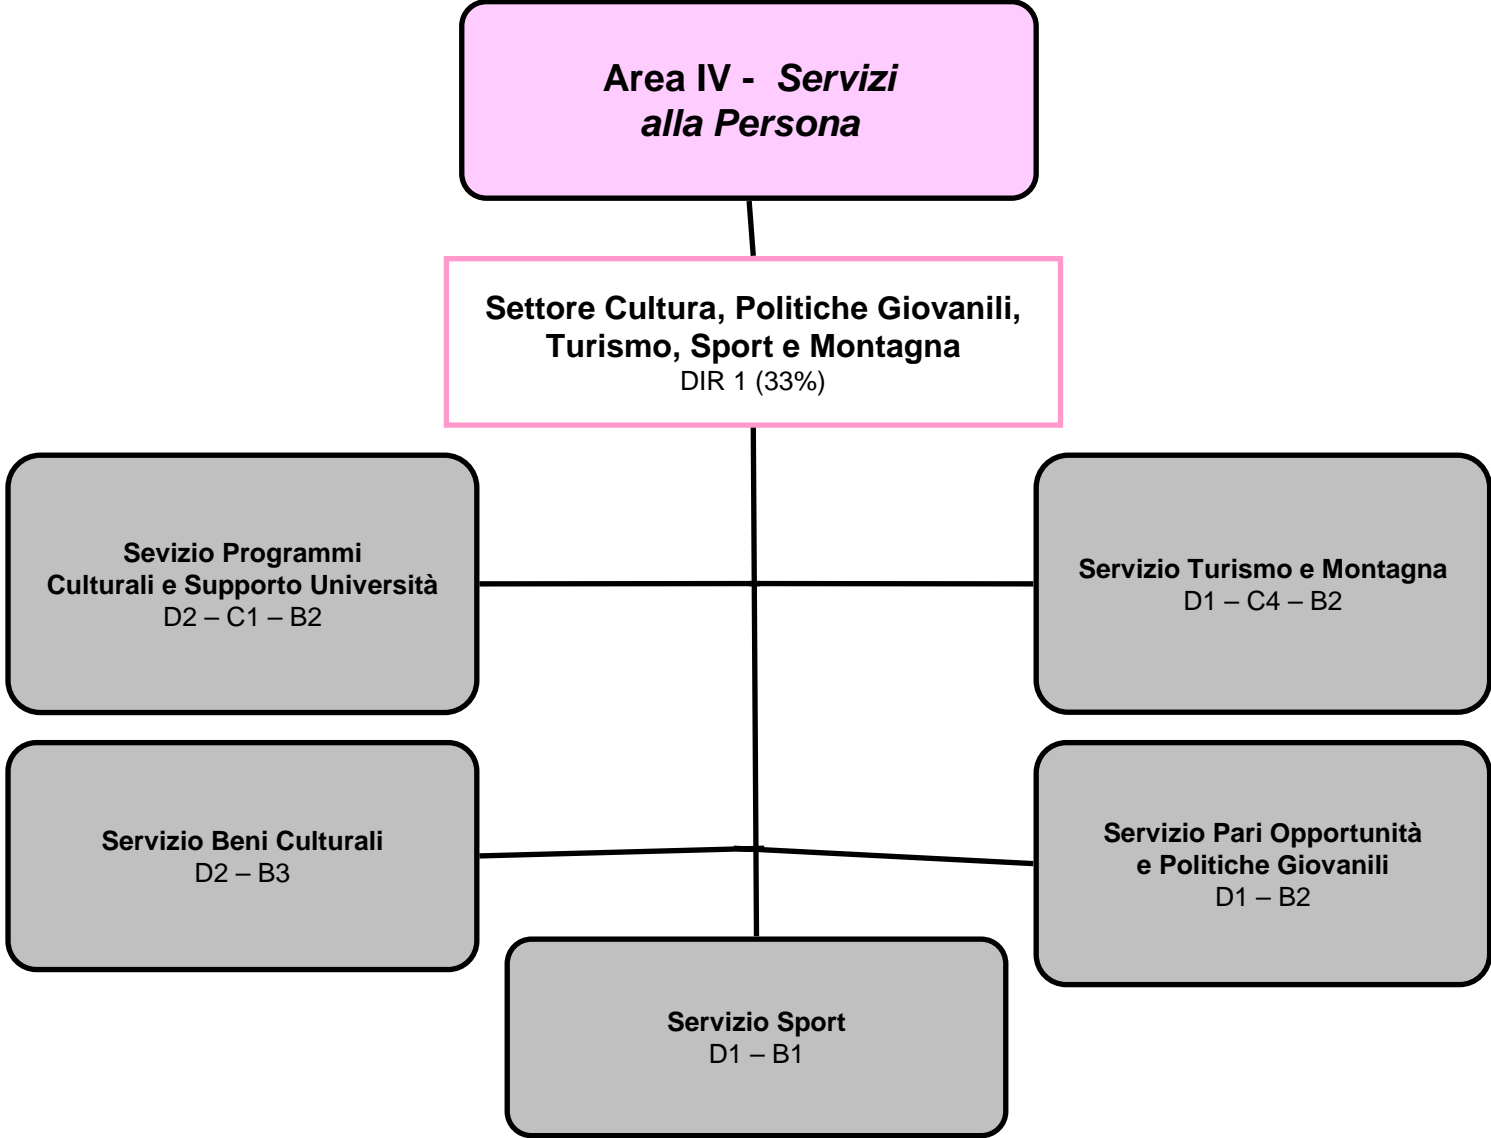 Area IV - Servizi
alla Persona
Settore Cultura, Politiche Giovanili,
Turismo, Sport e Montagna
DIR 1 (33%)
Sevizio Programmi
Culturali e Supporto Università
D2 – C1 – B2
Servizio Turismo e Montagna
D1 – C4 – B2
Servizio Beni Culturali
D2 – B3
Servizio Pari Opportunità
e Politiche Giovanili
D1 – B2
Servizio Sport
D1 – B1